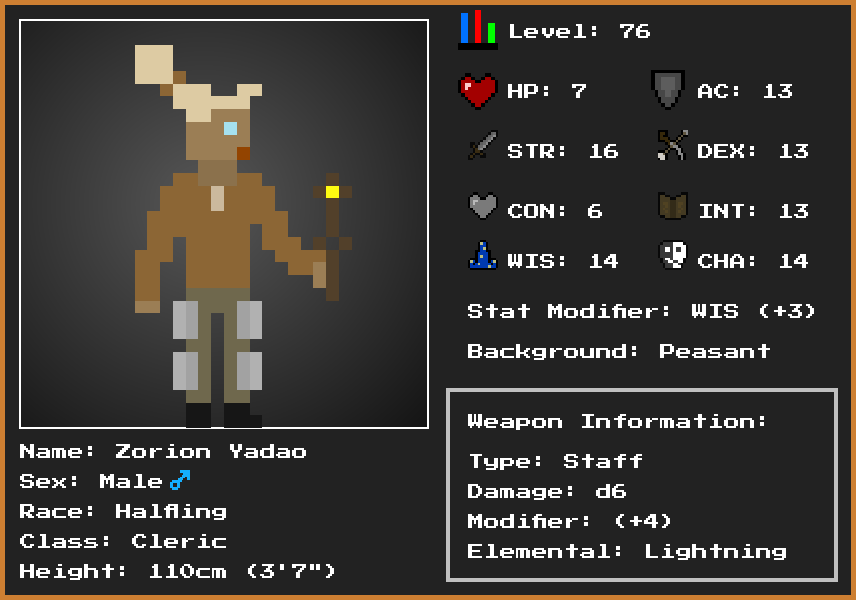 Level: 76
HP: 7
AC: 13
STR: 16
DEX: 13
CON: 6
INT: 13
WIS: 14
CHA: 14
Stat Modifier: WIS (+3)
Background: Peasant
Weapon Information:
Type: Staff
Damage: d6
Modifier: (+4)
Elemental: Lightning
Name: Zorion Yadao
Sex: Male♂
Race: Halfling
Class: Cleric
Height: 110cm (3'7")